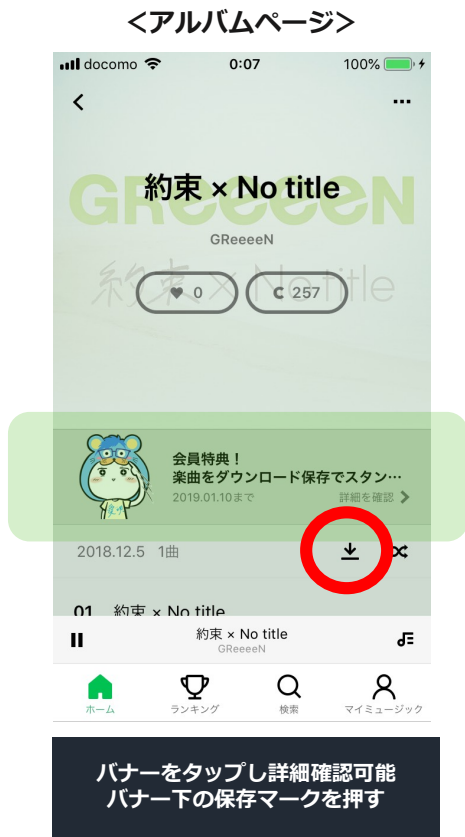 ＜アルバムページ＞
docomo 0:07 100%
GReeeeN
約束 × No title
GReeeeN
約束 × No title
0 257
会員特典！
楽曲をダウンロード保存でスタン…
2019.01.10まで 詳細を確認
2018.12.5 1曲
01 約束 × No title
約束 × No title
GReeeeN
ホーム ランキング 検索 マイミュージック
バナーをタップし詳細確認可能
バナー下の保存マークを押す